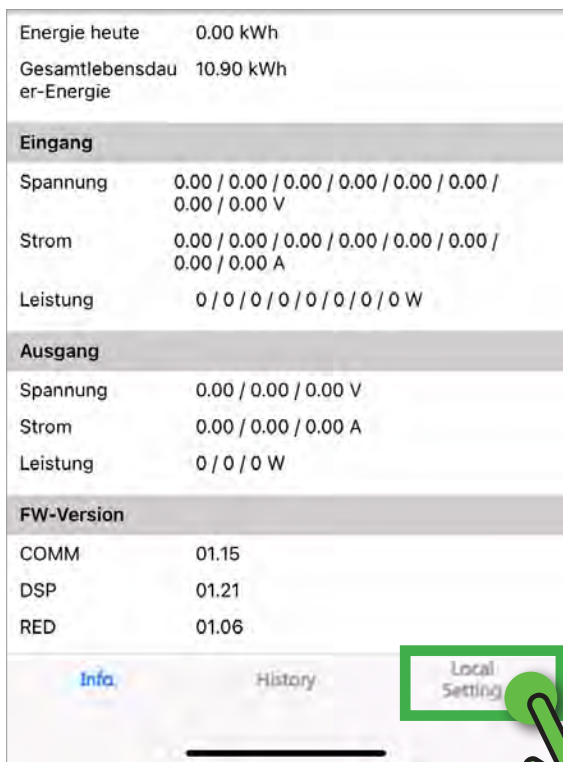 Energie heute 0.00 kWh
Gesamtlebensdau 10.90 kWh
er-Energie
Eingang
Spannung 0.00 / 0.00 / 0.00 / 0.00 / 0.00 / 0.00 /
0.00 / 0.00 V
Strom 0.00 / 0.00 / 0.00 / 0.00 / 0.00 / 0.00 /
0.00 / 0.00 A
Leistung 0 / 0 / 0 / 0 / 0 / 0 / 0 / 0 W
Ausgang
Spannung 0.00 / 0.00 / 0.00 V
Strom 0.00 / 0.00 / 0.00 A
Leistung 0 / 0 / 0 W
FW-Version
COMM 01.15
DSP 01.21
RED 01.06
Info. History Local
Setting